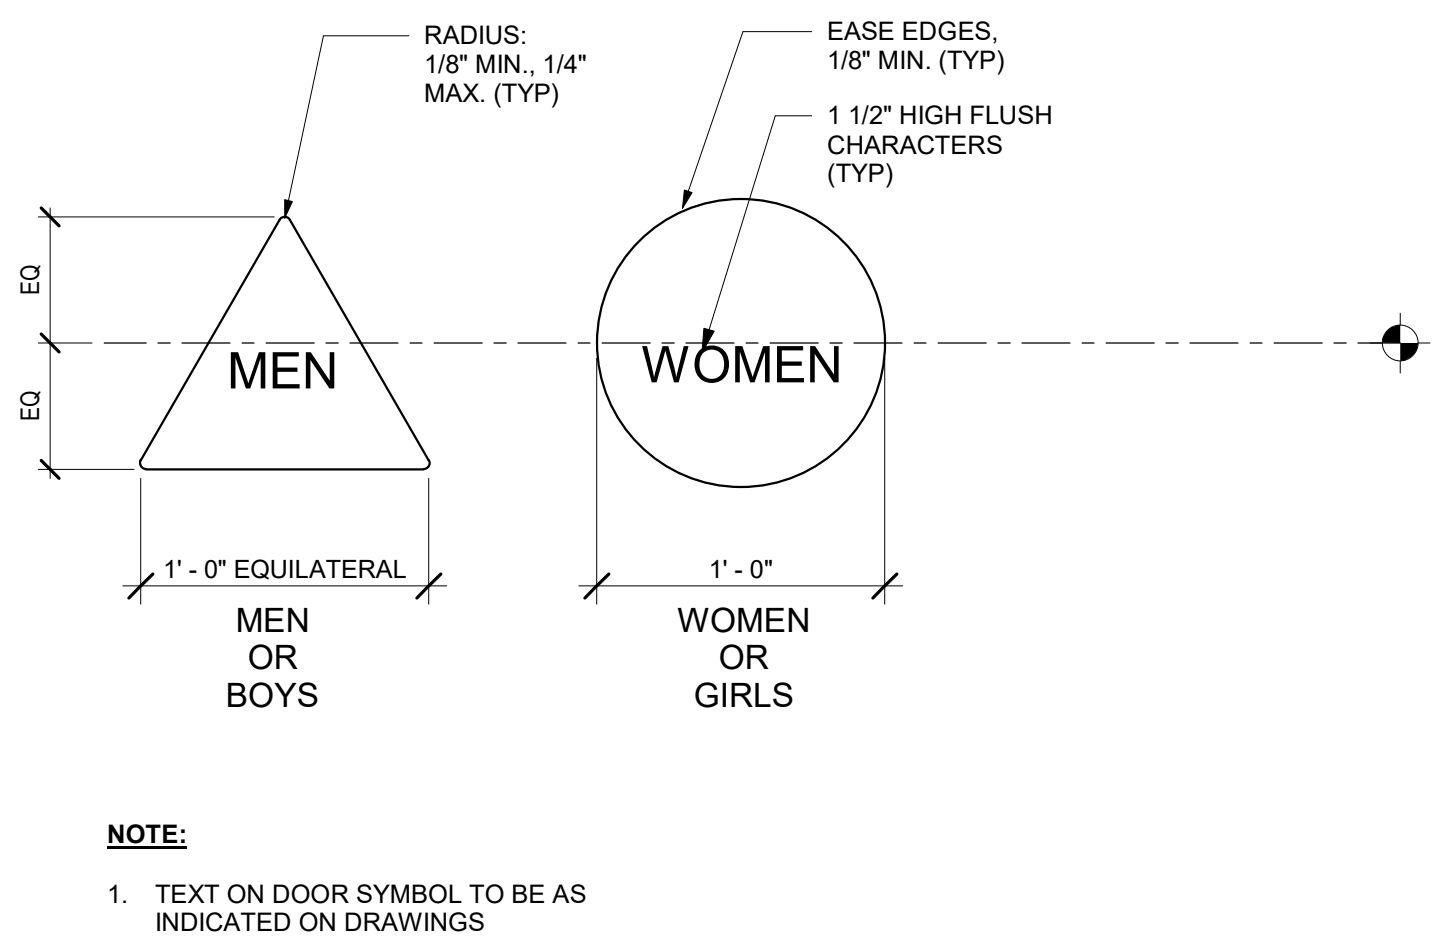 RADIUS:
1/8" MIN., 1/4"
MAX. (TYP)
EASE EDGES,
1/8" MIN. (TYP)
1 1/2" HIGH FLUSH
CHARACTERS
(TYP)
EQ
EQ
MEN
WOMEN
1' - 0" EQUILATERAL
1' - 0"
MEN
OR
BOYS
WOMEN
OR
GIRLS
NOTE:
1. TEXT ON DOOR SYMBOL TO BE AS
INDICATED ON DRAWINGS